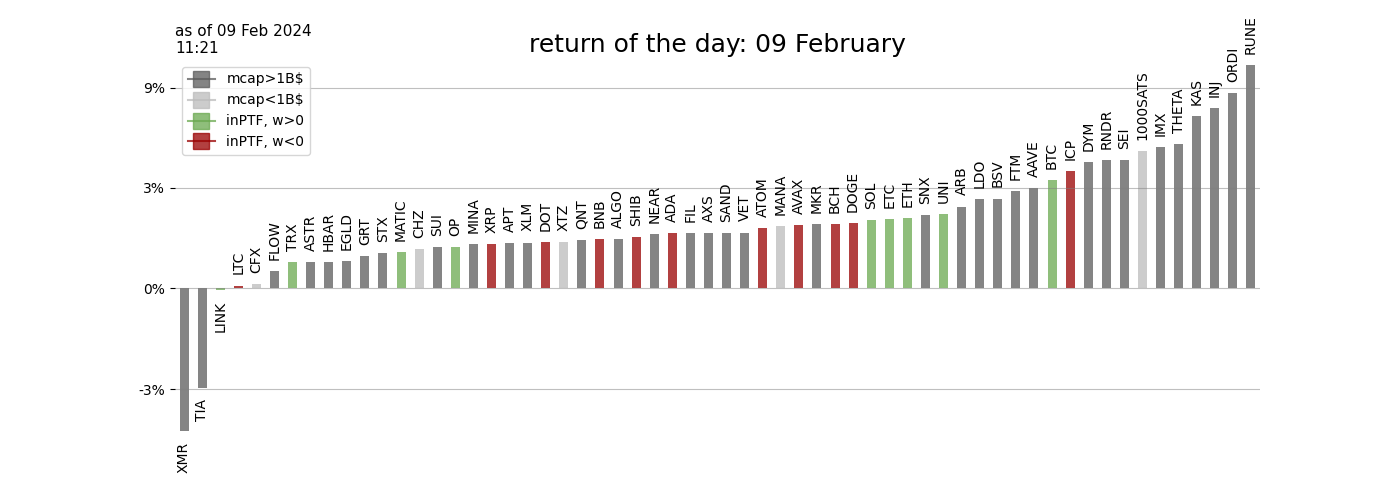 as of 09 Feb 2024
11:21
return of the day: 09 February
mcap>1B$
mcap<1B$
inPTF, w>0
inPTF, w<0
9%
3%
0%
-3%
XMR
TIA
LINK
LTC
CFX
FLOW
TRX
ASTR
HBAR
EGLD
GRT
STX
MATIC
CHZ
SUI
OP
MINA
XRP
APT
XLM
DOT
XTZ
QNT
BNB
ALGO
SHIB
NEAR
ADA
FIL
AXS
SAND
VET
ATOM
MANA
AVAX
MKR
BCH
DOGE
SOL
ETC
ETH
SNX
UNI
ARB
LDO
BSV
FTM
AAVE
BTC
ICP
DYM
RNDR
SEI
1000SATS
IMX
THETA
KAS
INJ
ORDI
RUNE